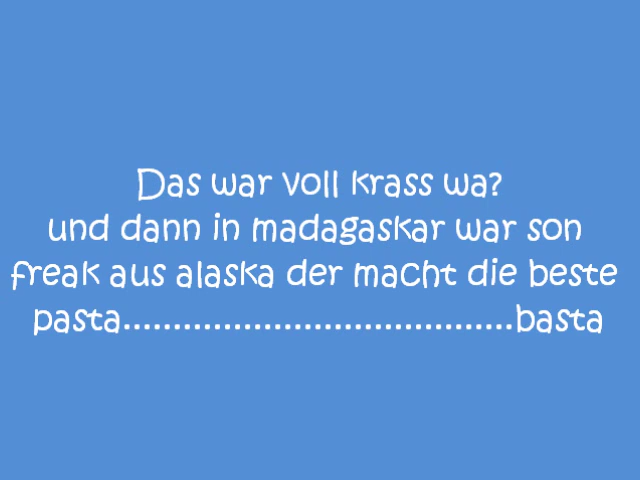 Das war voll krass wa?
und dann in madagaskar war son
freak aus alaska der macht die beste
pasta.......................................basta